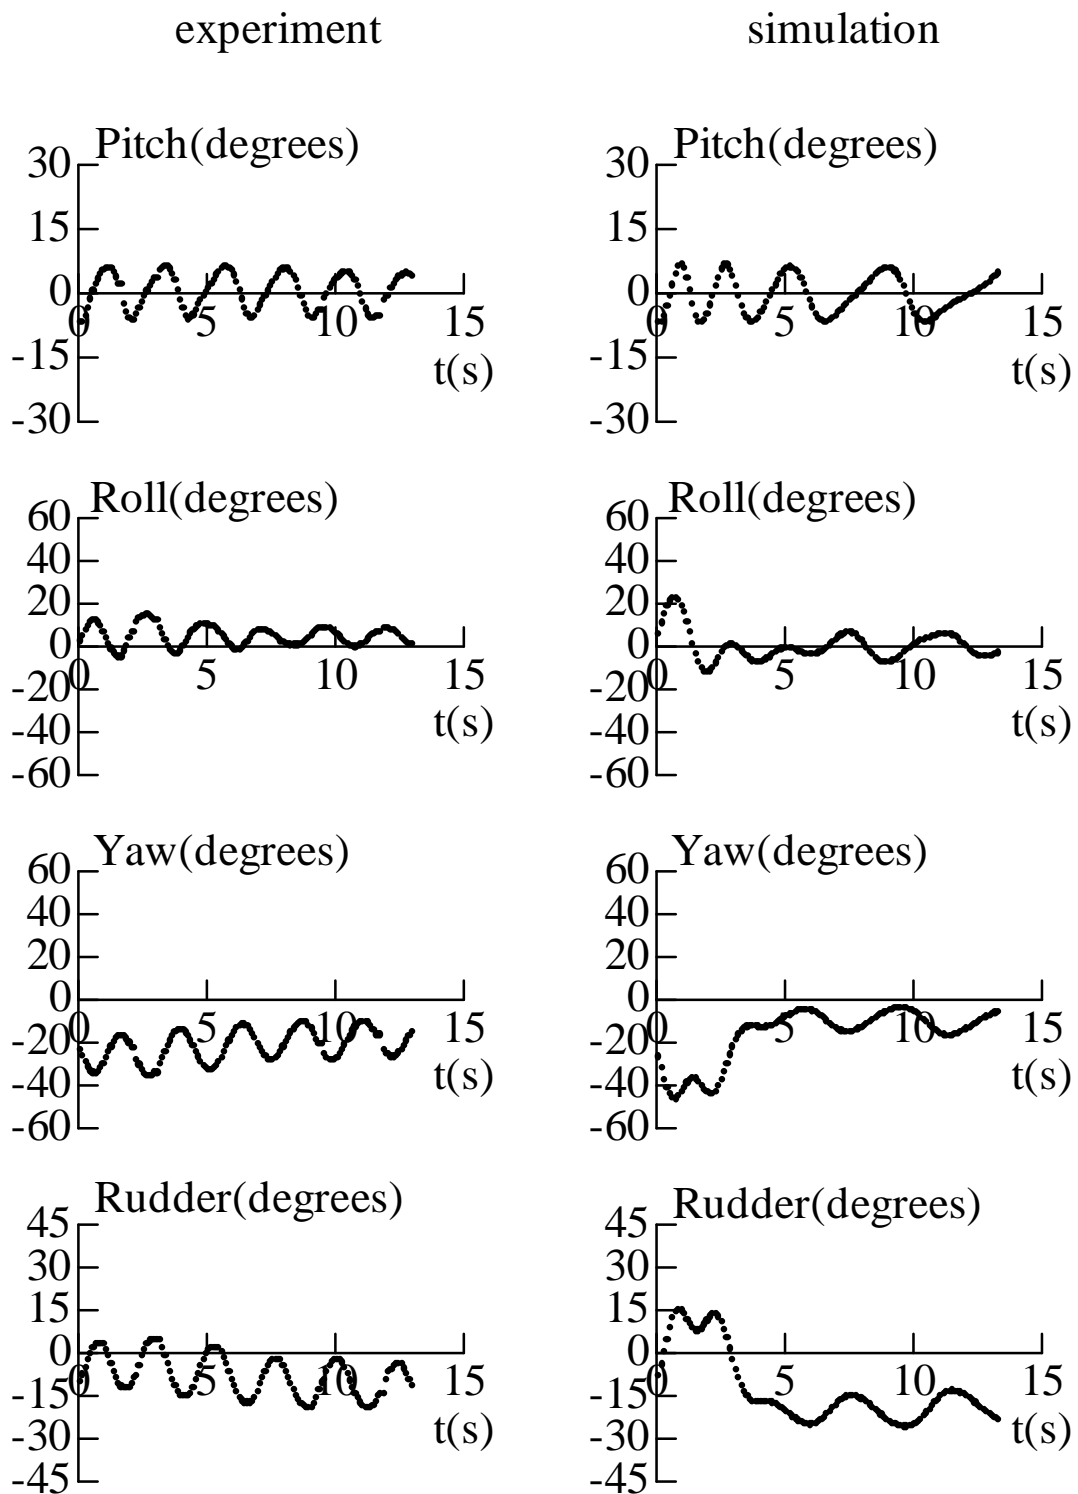 experiment simulation
Pitch(degrees) Pitch(degrees)
30 30
15 15
0 0
0 5 10 15 0 5 10 15
-15 t(s) -15 t(s)
-30 -30
Roll(degrees) Roll(degrees)
60 60
40 40
20 20
0 0
0 5 10 15 0 5 10 15
-20 -20
-40 t(s) -40 t(s)
-60 -60
Yaw(degrees) Yaw(degrees)
60 60
40 40
20 20
0 0
0 5 10 15 0 5 10 15
-20 -20
-40 t(s) -40 t(s)
-60 -60
Rudder(degrees) Rudder(degrees)
45 45
30 30
15 15
0 0
0 5 10 15 0 5 10 15
-15 -15
-30 t(s) -30 t(s)
-45 -45